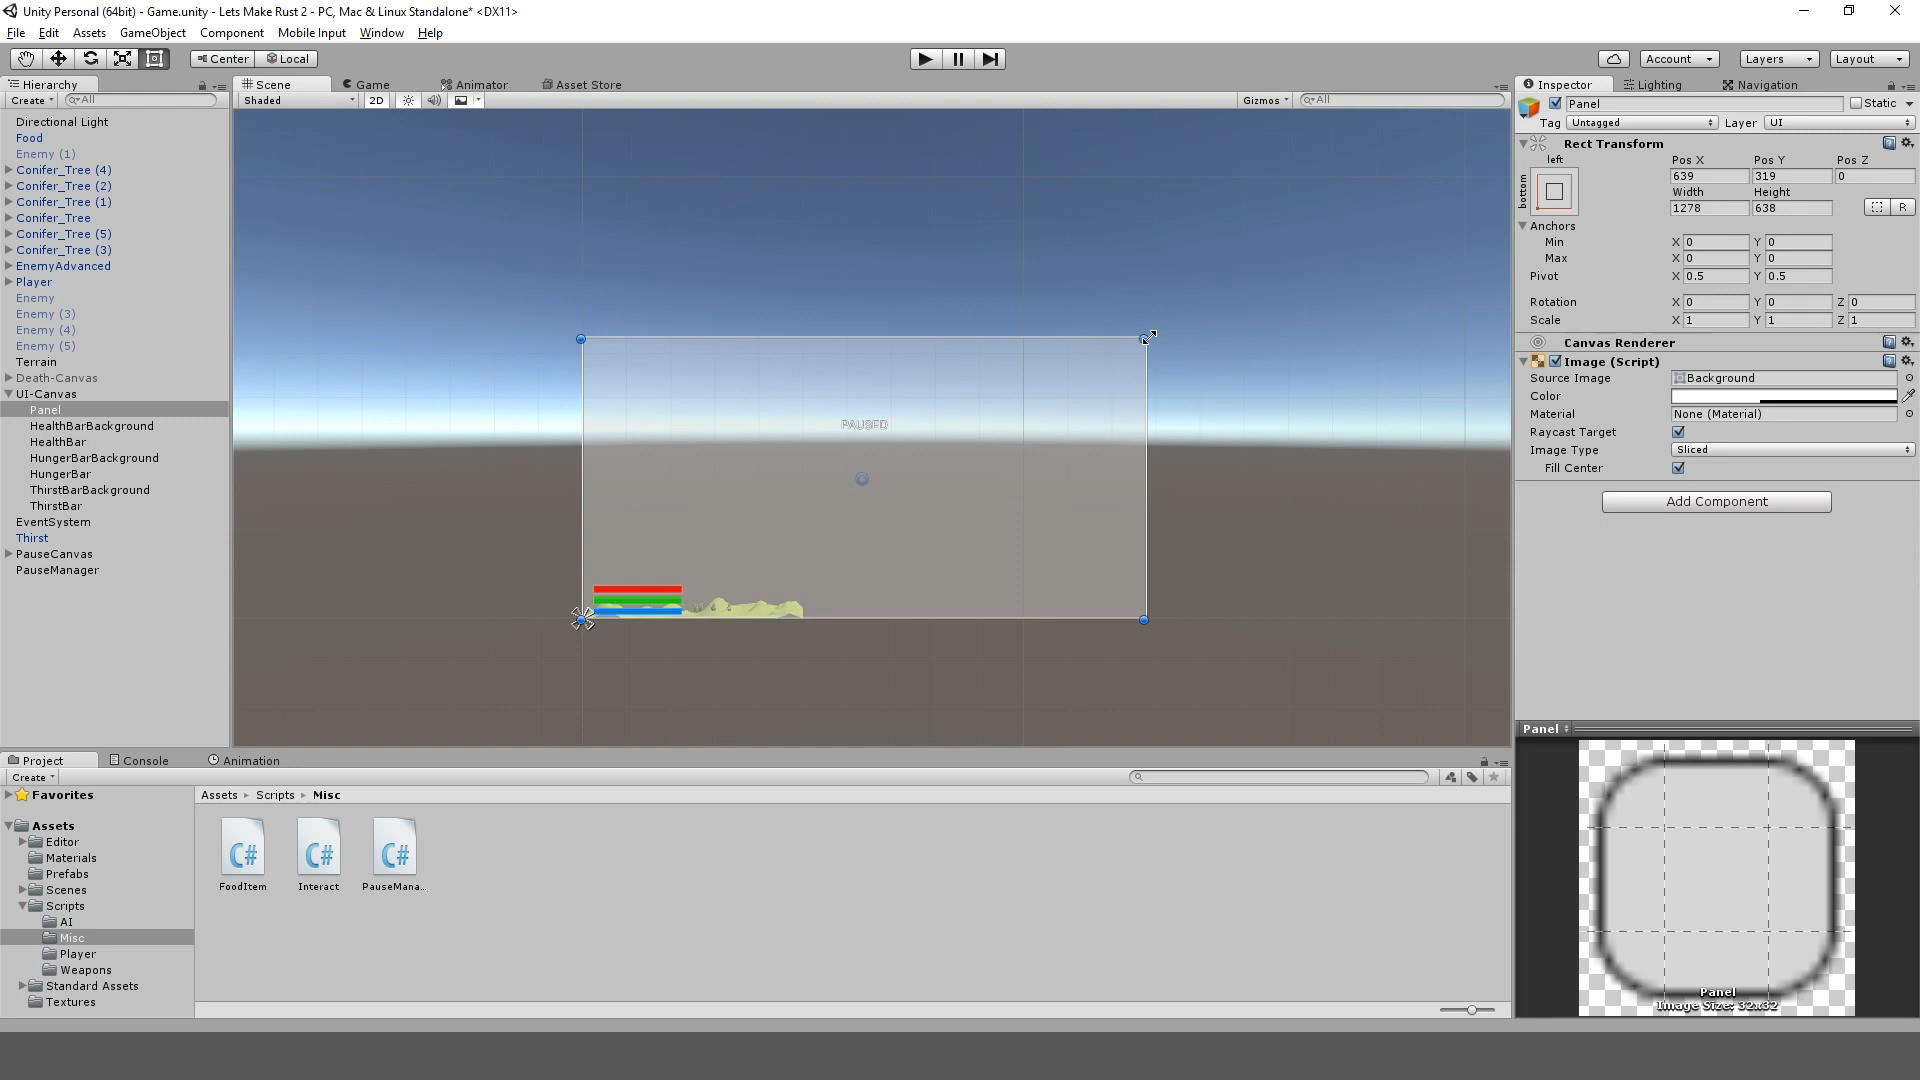 Unity Personal (64bit) - Game.unity - Lets Make Rust 2 - PC, Mac & Linux Standalone* <DX11>
File Edit Assets GameObject Component Mobile Input Window Help
Center Local Account Layers Layout
Hierarchy
Create All
Directional Light
Food
Enemy (1)
Conifer_Tree (4)
Conifer_Tree (2)
Conifer_Tree (1)
Conifer_Tree
Conifer_Tree (5)
Conifer_Tree (3)
EnemyAdvanced
Player
Enemy
Enemy (3)
Enemy (4)
Enemy (5)
Terrain
Death-Canvas
UI-Canvas
Panel
HealthBarBackground
HealthBar
HungerBarBackground
HungerBar
ThirstBarBackground
ThirstBar
EventSystem
Thirst
PauseCanvas
PauseManager
Scene Game Animator Asset Store
Shaded 2D Gizmos All
PAUSED
Inspector Lighting Navigation
Panel Static
Tag Untagged Layer UI
Rect Transform
left
bottom
Pos X Pos Y Pos Z
639 319 0
Width Height
1278 638 R
Anchors
Min X 0 Y 0
Max X 0 Y 0
Pivot X 0.5 Y 0.5
Rotation X 0 Y 0 Z 0
Scale X 1 Y 1 Z 1
Canvas Renderer
Image (Script)
Source Image Background
Color
Material None (Material)
Raycast Target
Image Type Sliced
Fill Center
Add Component
Project Console Animation
Create
Favorites
Assets
Editor
Materials
Prefabs
Scenes
Scripts
AI
Misc
Player
Weapons
Standard Assets
Textures
Assets Scripts Misc
C# C# C#
FoodItem Interact PauseMana...
Panel
Panel
Image Size: 32x32